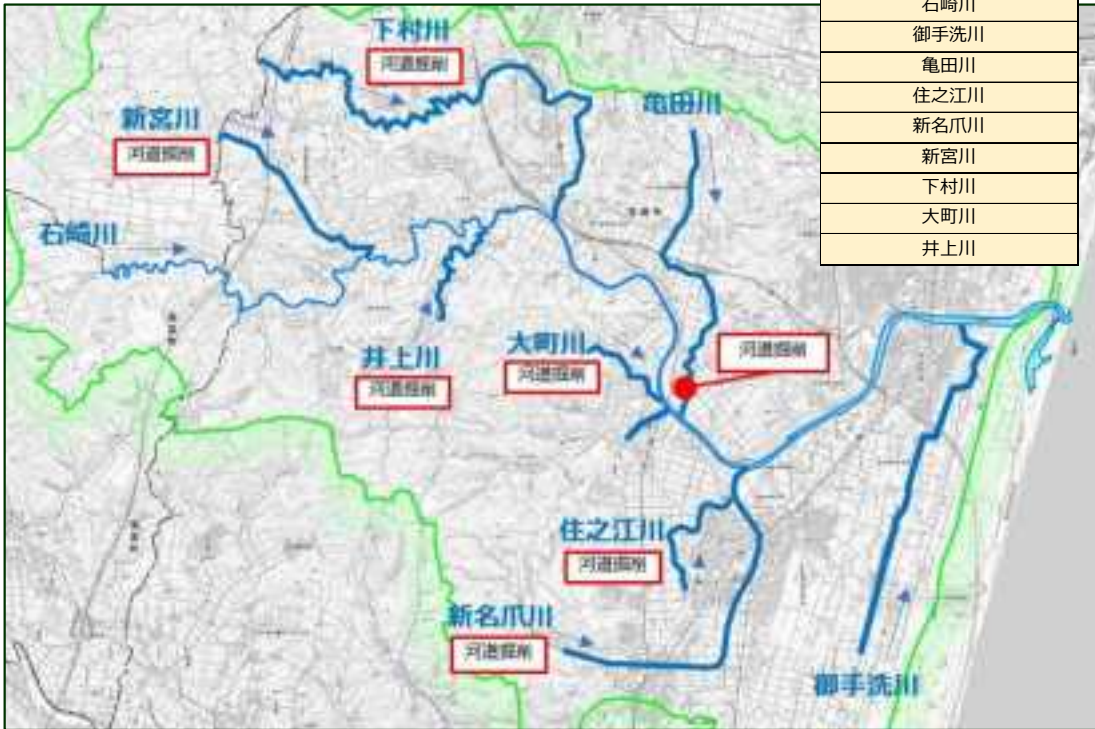 石崎川
御手洗川
亀田川
住之江川
新名爪川
新宮川
下村川
大町川
井上川
下村川
河道掘削
亀田川
新宮川
河道掘削
石崎川
河道掘削
大町川
河道掘削
井上川
河道掘削
住之江川
河道掘削
新名爪川
河道掘削
御手洗川